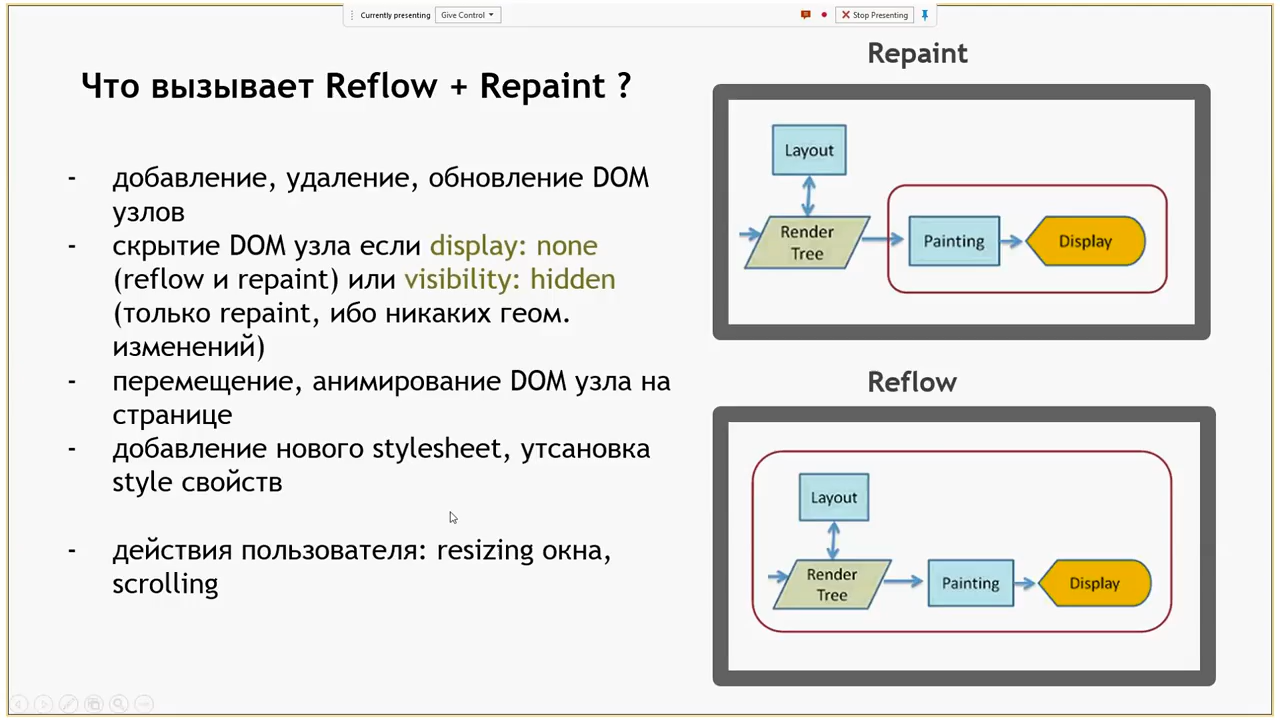 Currently presenting Give Control Stop Presenting
Что вызывает Reflow + Repaint ?
- добавление, удаление, обновление DOM
узлов
- скрытие DOM узла если display: none
(reflow и repaint) или visibility: hidden
(только repaint, ибо никаких геом.
изменений)
- перемещение, анимирование DOM узла на
странице
- добавление нового stylesheet, утсановка
style свойств
- действия пользователя: resizing окна,
scrolling
Repaint
Layout
Render
Tree
Painting
Display
Reflow
Layout
Render
Tree
Painting
Display